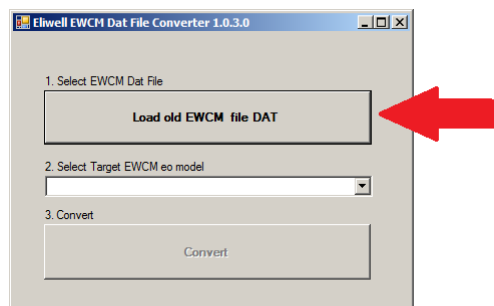 Eliwell EWCM Dat File Converter 1.0.3.0
1. Select EWCM Dat File
Load old EWCM file DAT
2. Select Target EWCM eo model
3. Convert
Convert